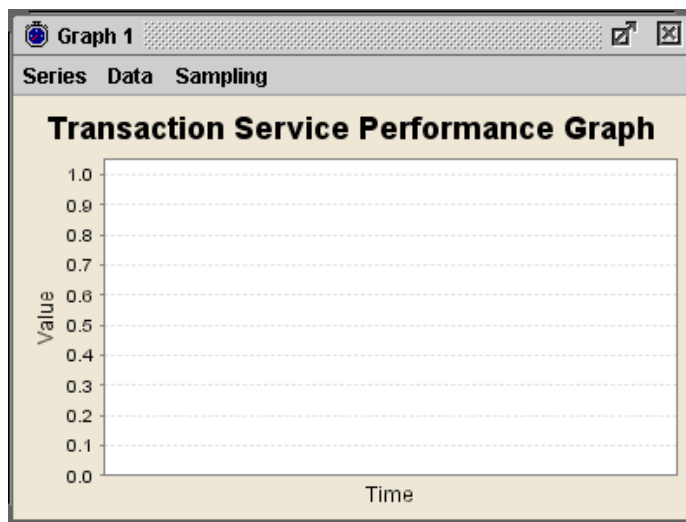 Graph 1
Series Data Sampling
Transaction Service Performance Graph
1.0
0.9
0.8
0.7
0.6
0.5
0.4
0.3
0.2
0.1
0.0
Value
Time